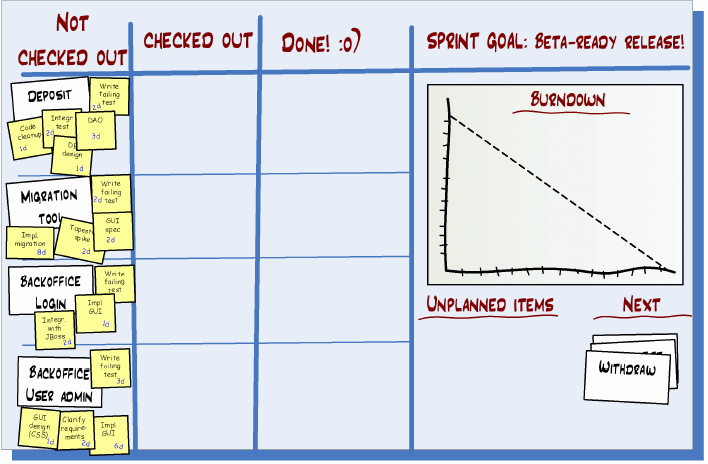 NOT
CHECKED OUT
CHECKED OUT
DONE! :o)
SPRINT GOAL: BETA-READY RELEASE!
DEPOSIT
Write
failing
test
2d
Code
cleanup
1d
Integr
test
2d
DAO
3d
DB
design
1d
MIGRATION
TOOL
Write
failing
test
2d
Impl.
migration
8d
spike
2d
GUI
spec
2d
BACKOFFICE
LOGIN
Write
failing
test
Impl
GUI
1d
Integr.
with
JBoss
2d
BACKOFFICE
USER ADMIN
Write
failing
test
3d
GUI
design
(CSS)
1d
Clarify
require-
ments
2d
Impl
GUI
6d
BURNDOWN
UNPLANNED ITEMS
NEXT
WITHDRAW